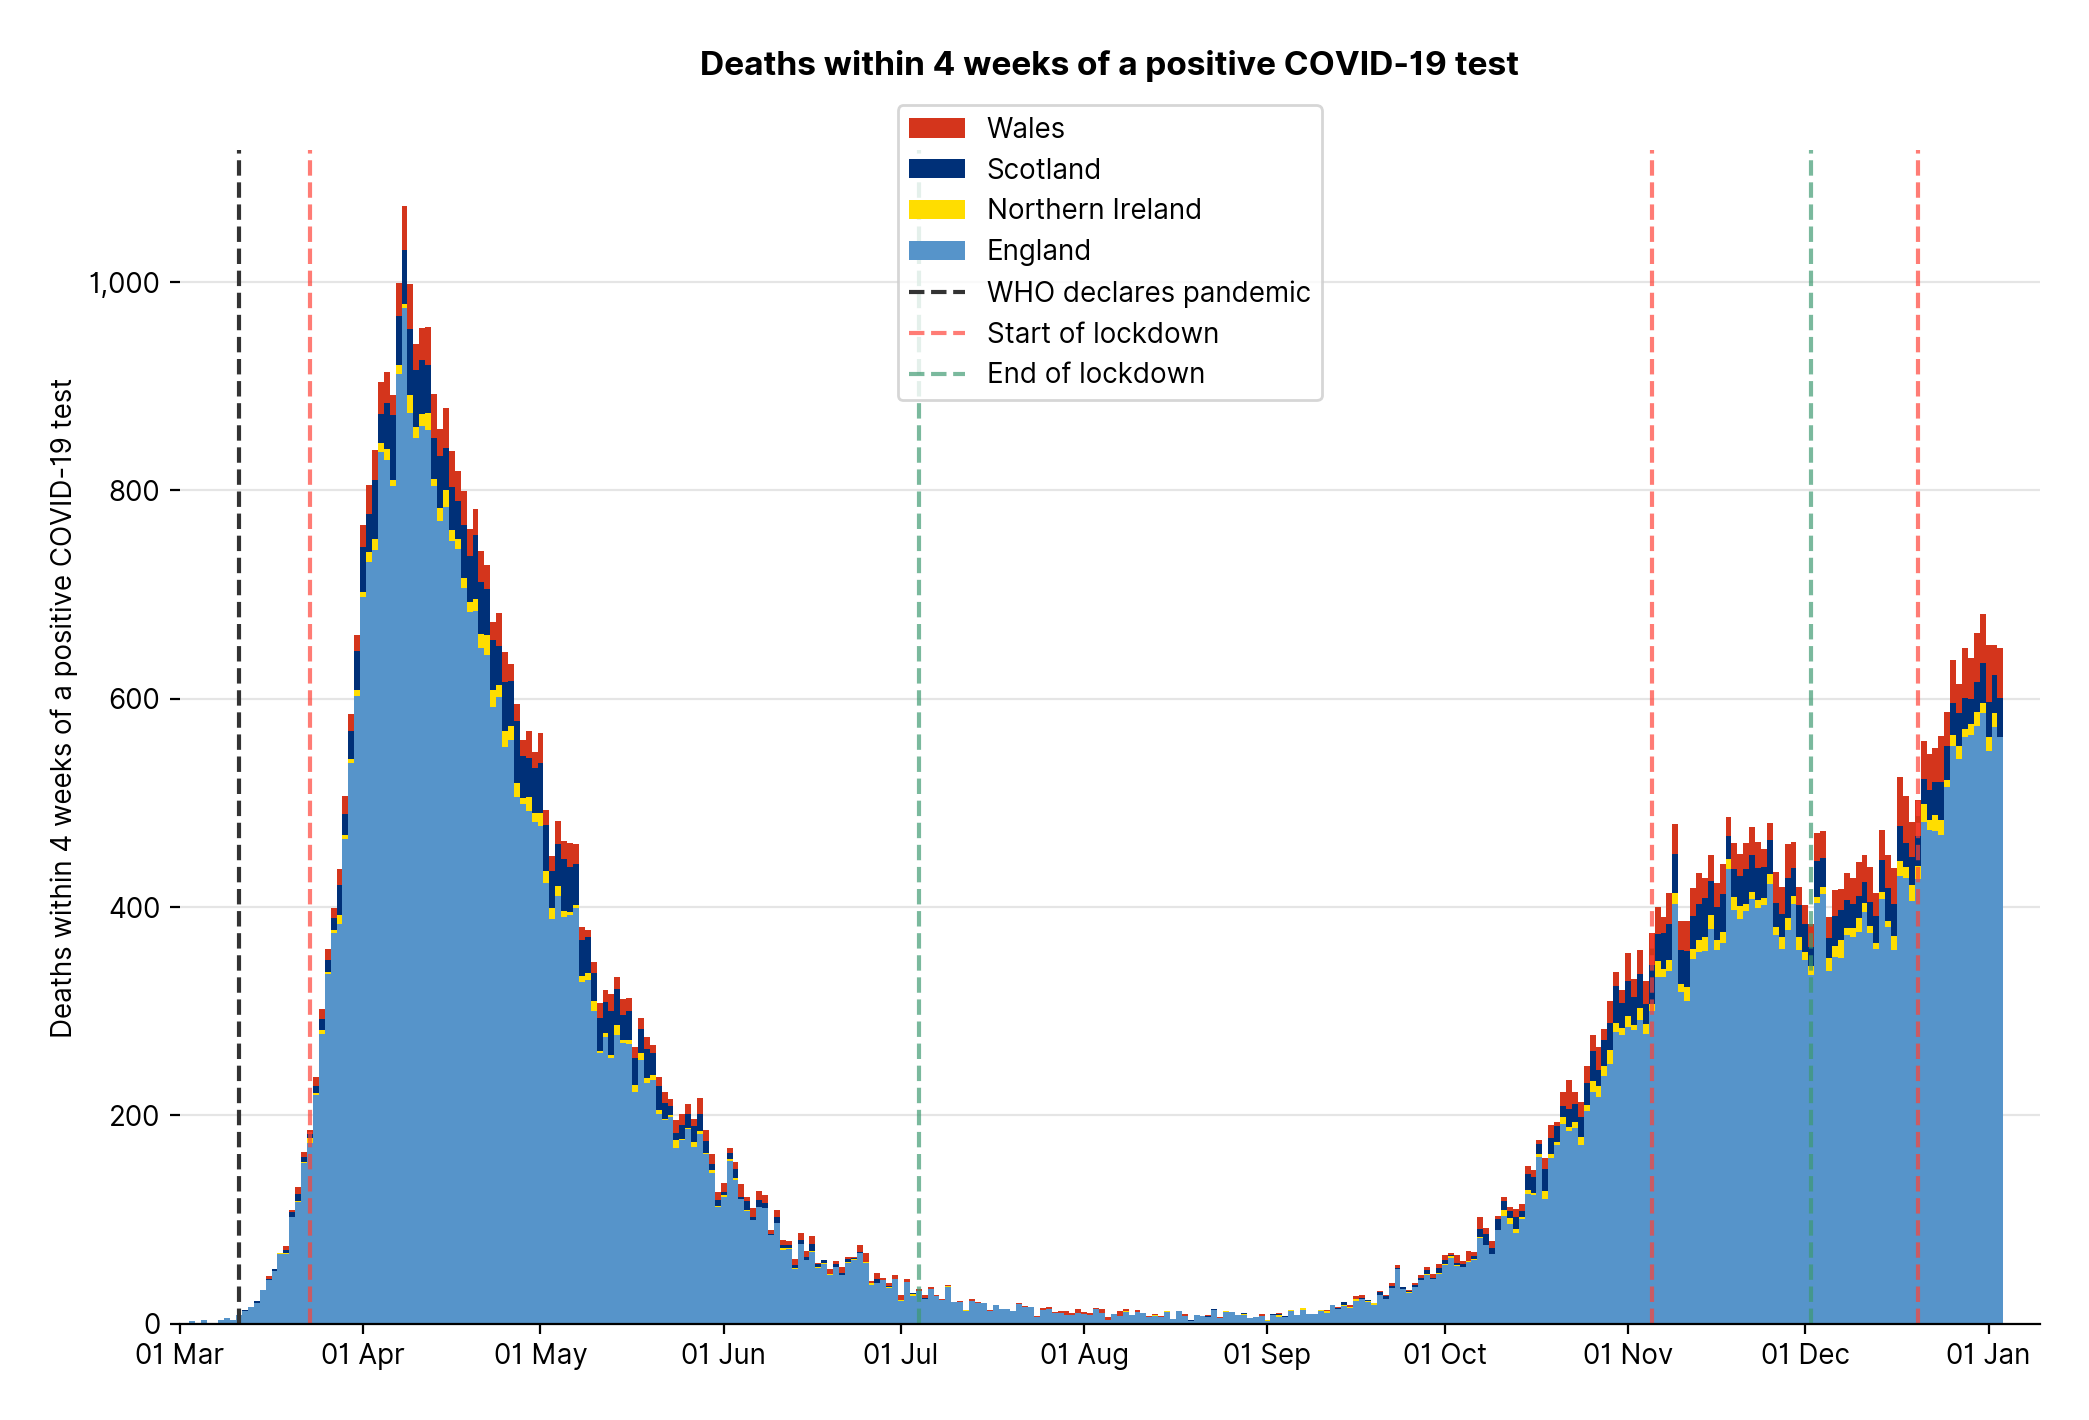 Deaths within 4 weeks of a positive COVID-19 test
Wales
Scotland
Northern Ireland
England
WHO declares pandemic
Start of lockdown
End of lockdown
Deaths within 4 weeks of a positive COVID-19 test
1,000
800
600
400
200
0
01 Mar 01 Apr 01 May 01 Jun 01 Jul 01 Aug 01 Sep 01 Oct 01 Nov 01 Dec 01 Jan